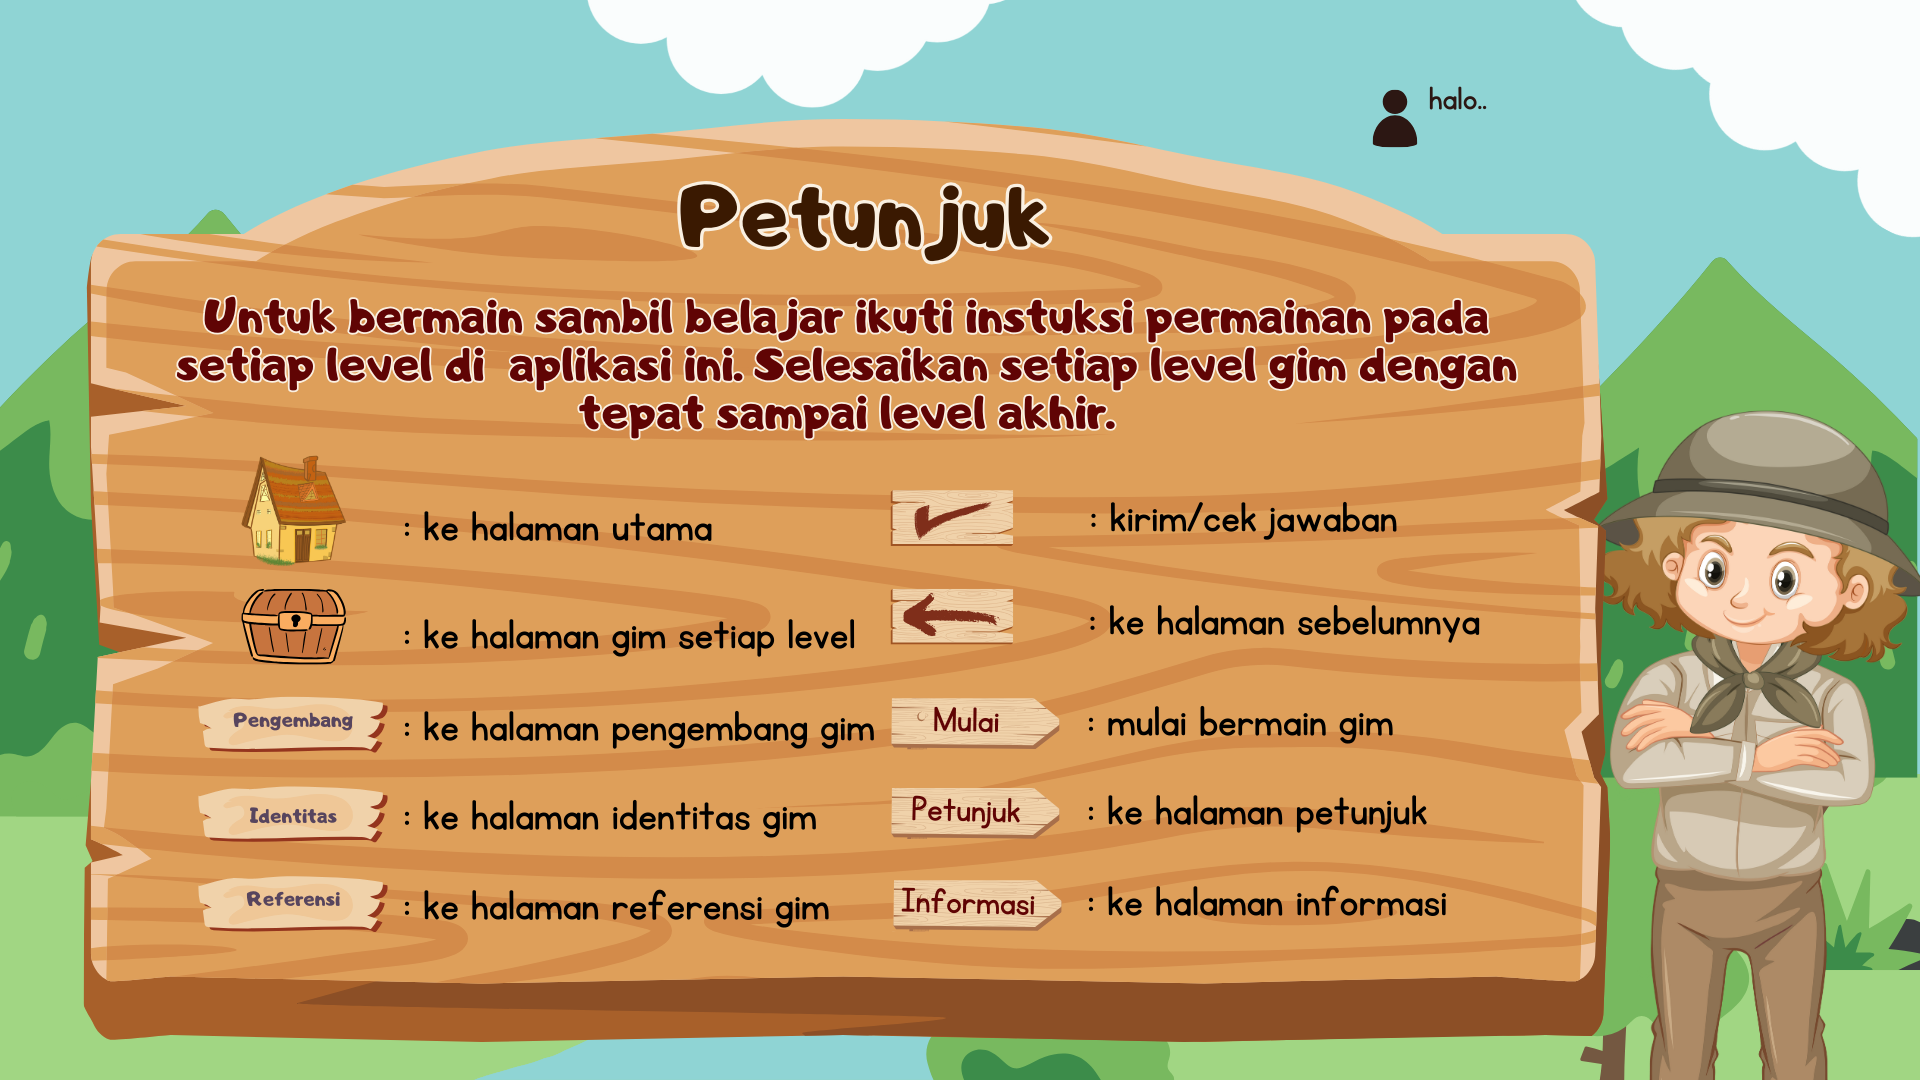 halo..
Petunjuk
Untuk bermain sambil belajar ikuti instuksi permainan pada
setiap level di aplikasi ini. Selesaikan setiap level gim dengan
tepat sampai level akhir.
: ke halaman utama
: kirim/cek jawaban
: ke halaman gim setiap level
: ke halaman sebelumnya
Pengembang : ke halaman pengembang gim
Mulai : mulai bermain gim
Identitas : ke halaman identitas gim
Petunjuk : ke halaman petunjuk
Referensi : ke halaman referensi gim
Informasi : ke halaman informasi